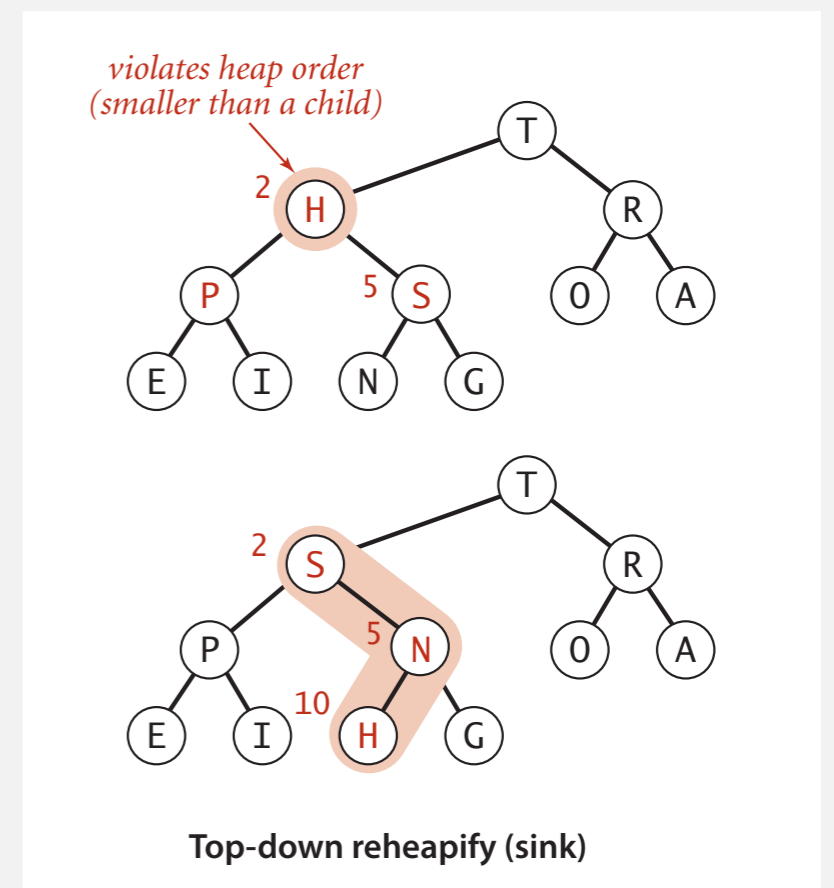 violates heap order
(smaller than a child)
T
2 H R
P 5 S O A
E I N G
T
2 S R
P 5 N O A
E I 10 H G
Top-down reheapify (sink)